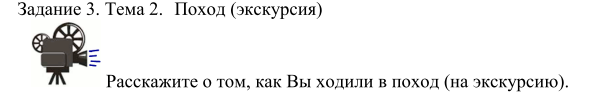 Задание 3. Тема 2. Поход (экскурсия)
Расскажите о том, как Вы ходили в поход (на экскурсию).